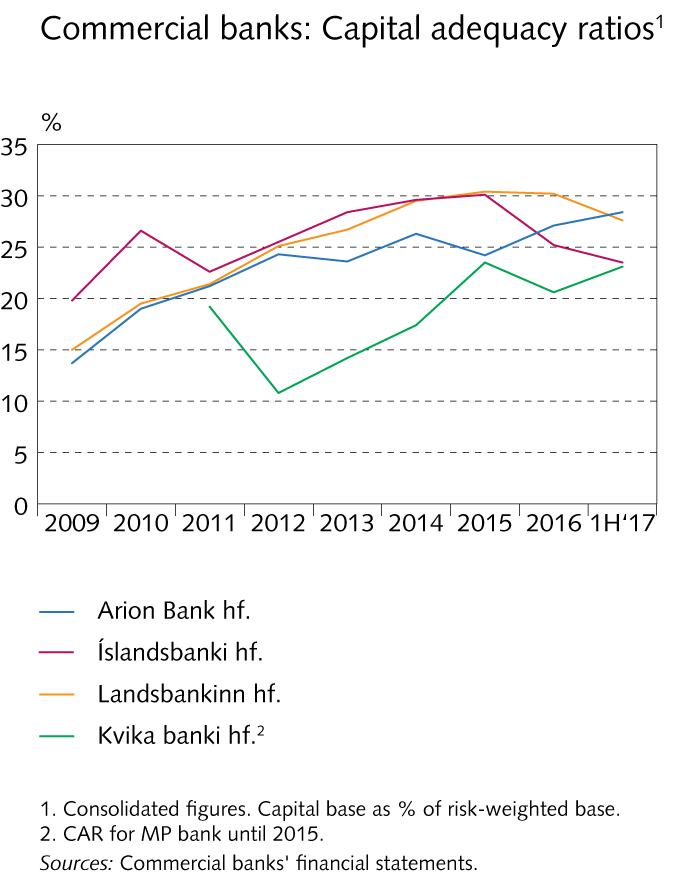 Commercial banks: Capital adequacy ratios¹
%
35
30
25
20
15
10
5
0
2009 2010 2011 2012 2013 2014 2015 2016 1H‘17
Arion Bank hf.
Íslandsbanki hf.
Landsbankinn hf.
Kvika banki hf.²
1. Consolidated figures. Capital base as % of risk-weighted base.
2. CAR for MP bank until 2015.
Sources: Commercial banks' financial statements.